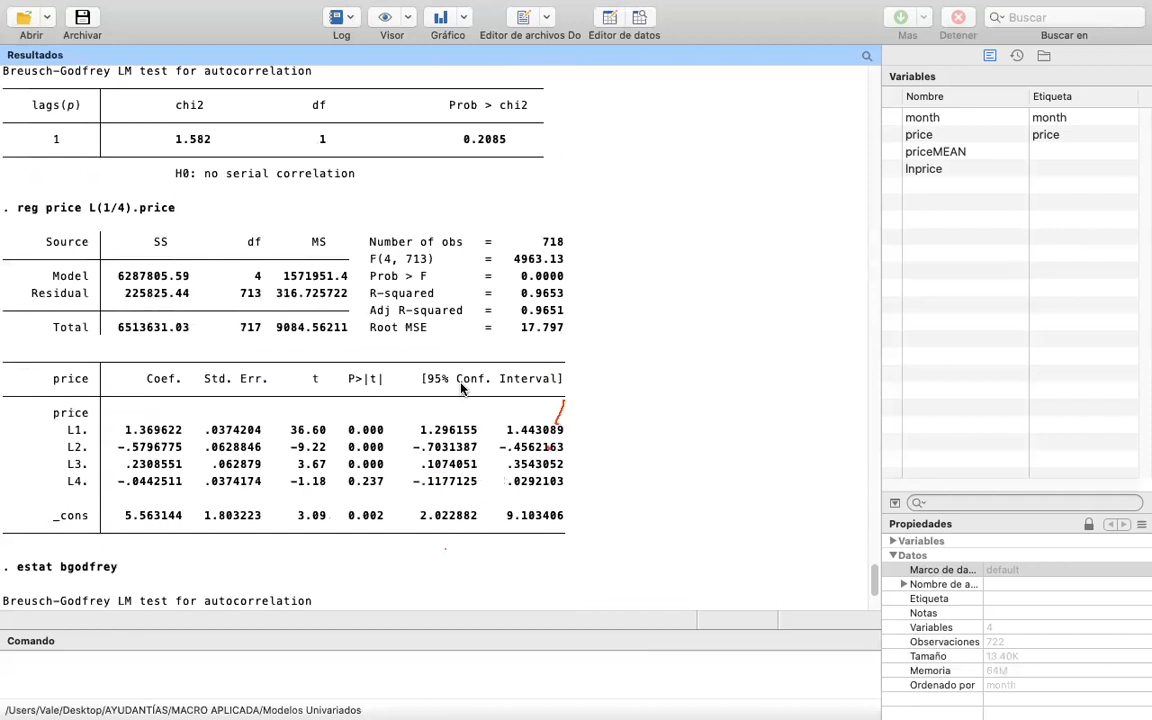 Abrir Archivar Log Visor Gráfico Editor de archivos Do Editor de datos Mas Detener Buscar Buscar en
Resultados
Breusch-Godfrey LM test for autocorrelation
lags(p) chi2 df Prob > chi2
1 1.582 1 0.2085
H0: no serial correlation
. reg price L(1/4).price
Source SS df MS Number of obs = 718
F(4, 713) = 4963.13
Model 6287805.59 4 1571951.4 Prob > F = 0.0000
Residual 225825.44 713 316.725722 R-squared = 0.9653
Adj R-squared = 0.9651
Total 6513631.03 717 9084.56211 Root MSE = 17.797
price Coef. Std. Err. t P>|t| [95% Conf. Interval]
price
L1. 1.369622 .0374204 36.60 0.000 1.296155 1.443089
L2. -.5796775 .0628846 -9.22 0.000 -.7031387 -.4562163
L3. .2308551 .062879 3.67 0.000 .1074051 .3543052
L4. -.0442511 .0374174 -1.18 0.237 -.1177125 .0292103
_cons 5.563144 1.803223 3.09 0.002 2.022882 9.103406
. estat bgodfrey
Breusch-Godfrey LM test for autocorrelation
Comando
/Users/Vale/Desktop/AYUDANTÍAS/MACRO APLICADA/Modelos Univariados
Variables
Nombre Etiqueta
month month
price price
priceMEAN
lnprice
Propiedades
Variables
Datos
Marco de da... default
Nombre de a...
Etiqueta
Notas
Variables 4
Observaciones 722
Tamaño 13.40K
Memoria 64M
Ordenado por month